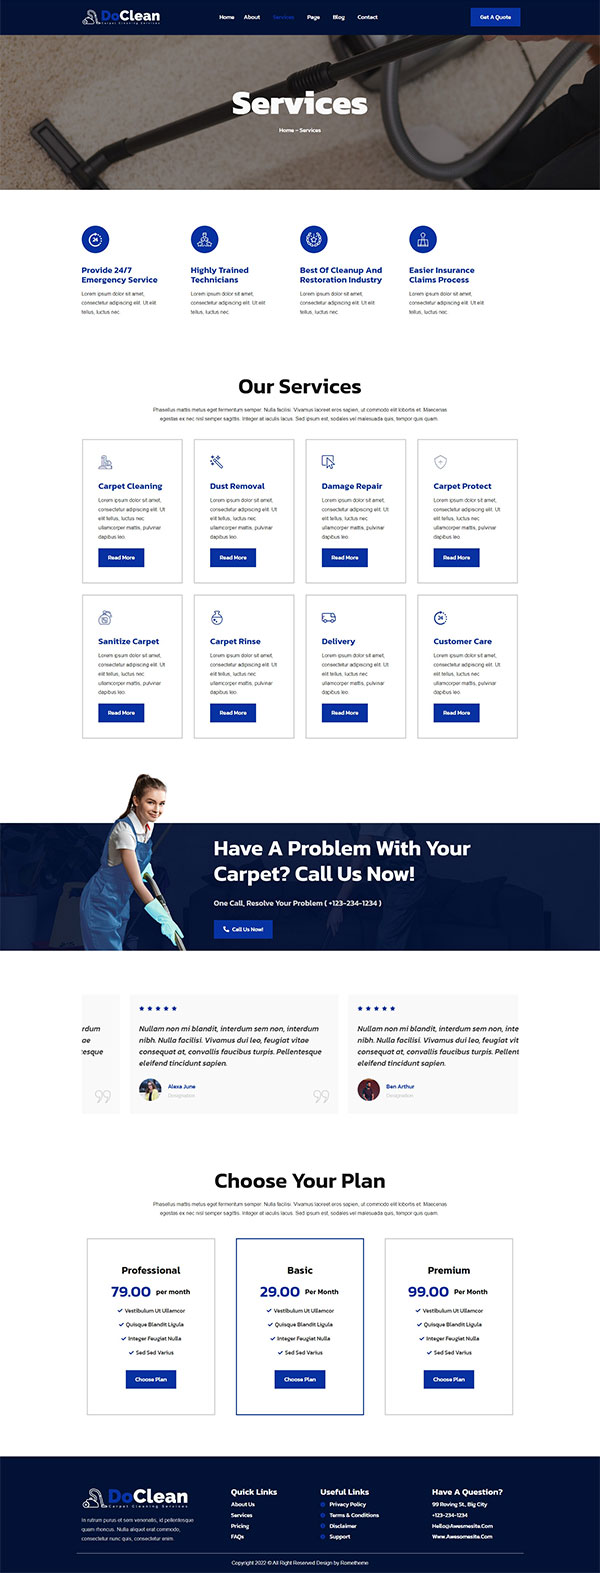 DoClean
Carpet Cleaning Services
Home About Services Page Blog Contact
Get A Quote
Services
Home – Services
24
Provide 24/7
Emergency Service
Lorem ipsum dolor sit amet,
consectetur adipiscing elit. Ut elit
tellus, luctus nec.
Highly Trained
Technicians
Lorem ipsum dolor sit amet,
consectetur adipiscing elit. Ut elit
tellus, luctus nec.
Best Of Cleanup And
Restoration Industry
Lorem ipsum dolor sit amet,
consectetur adipiscing elit. Ut elit
tellus, luctus nec.
Easier Insurance
Claims Process
Lorem ipsum dolor sit amet,
consectetur adipiscing elit. Ut elit
tellus, luctus nec.
Our Services
Phasellus mattis metus eget fermentum semper. Nulla facilisi. Vivamus laoreet eros sapien, ut commodo elit lobortis et. Maecenas
egestas ex nec nisl semper sagittis. Integer at iaculis lacus. Sed ipsum est, sodales vel malesuada quis, tempor quis quam.
Carpet Cleaning
Lorem ipsum dolor sit amet,
consectetur adipiscing elit. Ut
elit tellus, luctus nec
ullamcorper mattis, pulvinar
dapibus leo.
Read More
Dust Removal
Lorem ipsum dolor sit amet,
consectetur adipiscing elit. Ut
elit tellus, luctus nec
ullamcorper mattis, pulvinar
dapibus leo.
Read More
Damage Repair
Lorem ipsum dolor sit amet,
consectetur adipiscing elit. Ut
elit tellus, luctus nec
ullamcorper mattis, pulvinar
dapibus leo.
Read More
Carpet Protect
Lorem ipsum dolor sit amet,
consectetur adipiscing elit. Ut
elit tellus, luctus nec
ullamcorper mattis, pulvinar
dapibus leo.
Read More
Sanitize Carpet
Lorem ipsum dolor sit amet,
consectetur adipiscing elit. Ut
elit tellus, luctus nec
ullamcorper mattis, pulvinar
dapibus leo.
Read More
Carpet Rinse
Lorem ipsum dolor sit amet,
consectetur adipiscing elit. Ut
elit tellus, luctus nec
ullamcorper mattis, pulvinar
dapibus leo.
Read More
Delivery
Lorem ipsum dolor sit amet,
consectetur adipiscing elit. Ut
elit tellus, luctus nec
ullamcorper mattis, pulvinar
dapibus leo.
Read More
24
Customer Care
Lorem ipsum dolor sit amet,
consectetur adipiscing elit. Ut
elit tellus, luctus nec
ullamcorper mattis, pulvinar
dapibus leo.
Read More
Have A Problem With Your
Carpet? Call Us Now!
One Call, Resolve Your Problem ( +123-234-1234 )
Call Us Now!
rdum
ae
tesque
Nullam non mi blandit, interdum sem non, interdum
nibh. Nulla facilisi. Vivamus dui leo, feugiat vitae
consequat at, convallis faucibus turpis. Pellentesque
eleifend tincidunt sapien.
Alexa June
Designation
Nullam non mi blandit, interdum sem non, inte
nibh. Nulla facilisi. Vivamus dui leo, feugiat vit
consequat at, convallis faucibus turpis. Pellent
eleifend tincidunt sapien.
Ben Arthur
Designation
Choose Your Plan
Phasellus mattis metus eget fermentum semper. Nulla facilisi. Vivamus laoreet eros sapien, ut commodo elit lobortis et. Maecenas
egestas ex nec nisl semper sagittis. Integer at iaculis lacus. Sed ipsum est, sodales vel malesuada quis, tempor quis quam.
Professional
79.00 per month
Vestibulum Ut Ullamcor
Quisque Blandit Ligula
Integer Feugiat Nulla
Sed Sed Varius
Choose Plan
Basic
29.00 Per Month
Vestibulum Ut Ullamcor
Quisque Blandit Ligula
Integer Feugiat Nulla
Sed Sed Varius
Choose Plan
Premium
99.00 Per Month
Vestibulum Ut Ullamcor
Quisque Blandit Ligula
Integer Feugiat Nulla
Sed Sed Varius
Choose Plan
DoClean
Carpet Cleaning Services
In rutrum purus et sem venenatis, id pellentesque
quam rhoncus. Nulla aliquet erat commodo,
consectetur nunc quis, consectetur enim.
Quick Links
About Us
Services
Pricing
FAQs
Useful Links
Privacy Policy
Terms & Conditions
Disclaimer
Support
Have A Question?
99 Roving St, Big City
+123-234-1234
Hello@Awesmesite.Com
Www.Awesomesite.Com
Copyright 2022 © All Right Reserved Design by Rometheme